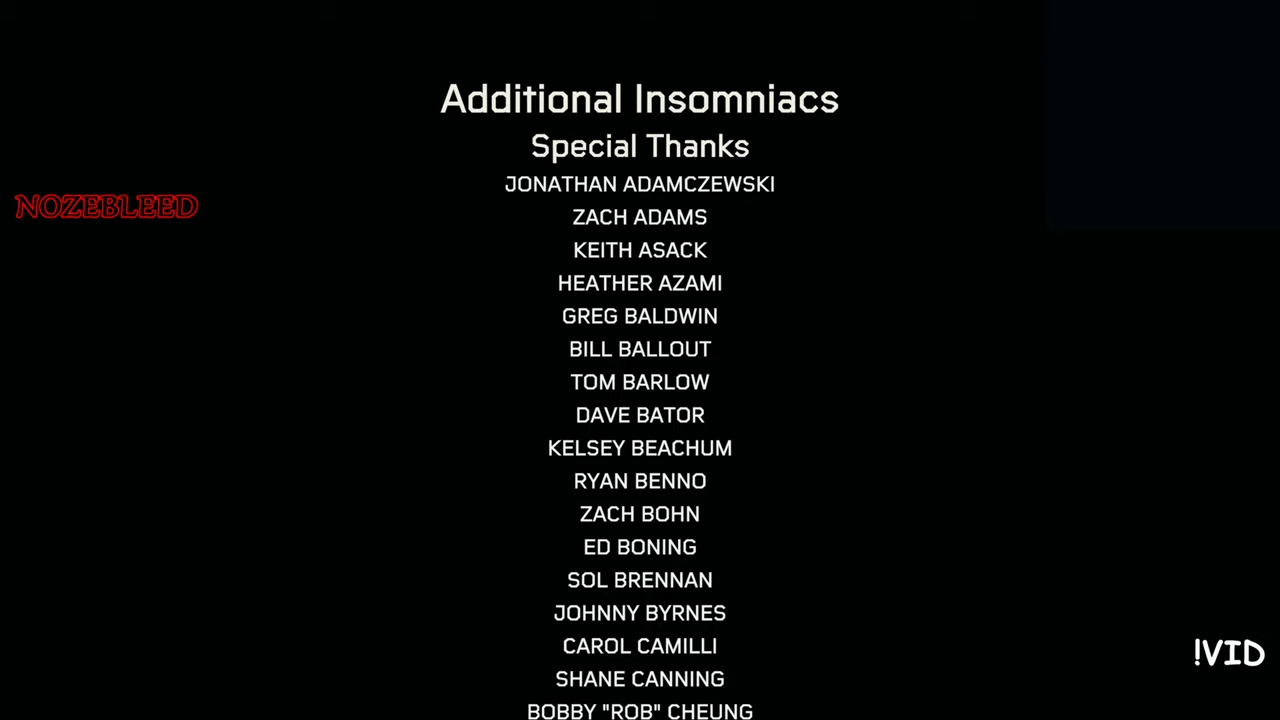 Additional Insomniacs
Special Thanks
JONATHAN ADAMCZEWSKI
NOZEBLEED
ZACH ADAMS
KEITH ASACK
HEATHER AZAMI
GREG BALDWIN
BILL BALLOUT
TOM BARLOW
DAVE BATOR
KELSEY BEACHUM
RYAN BENNO
ZACH BOHN
ED BONING
SOL BRENNAN
JOHNNY BYRNES
CAROL CAMILLI
!VID
SHANE CANNING
BOBBY "ROB" CHEUNG